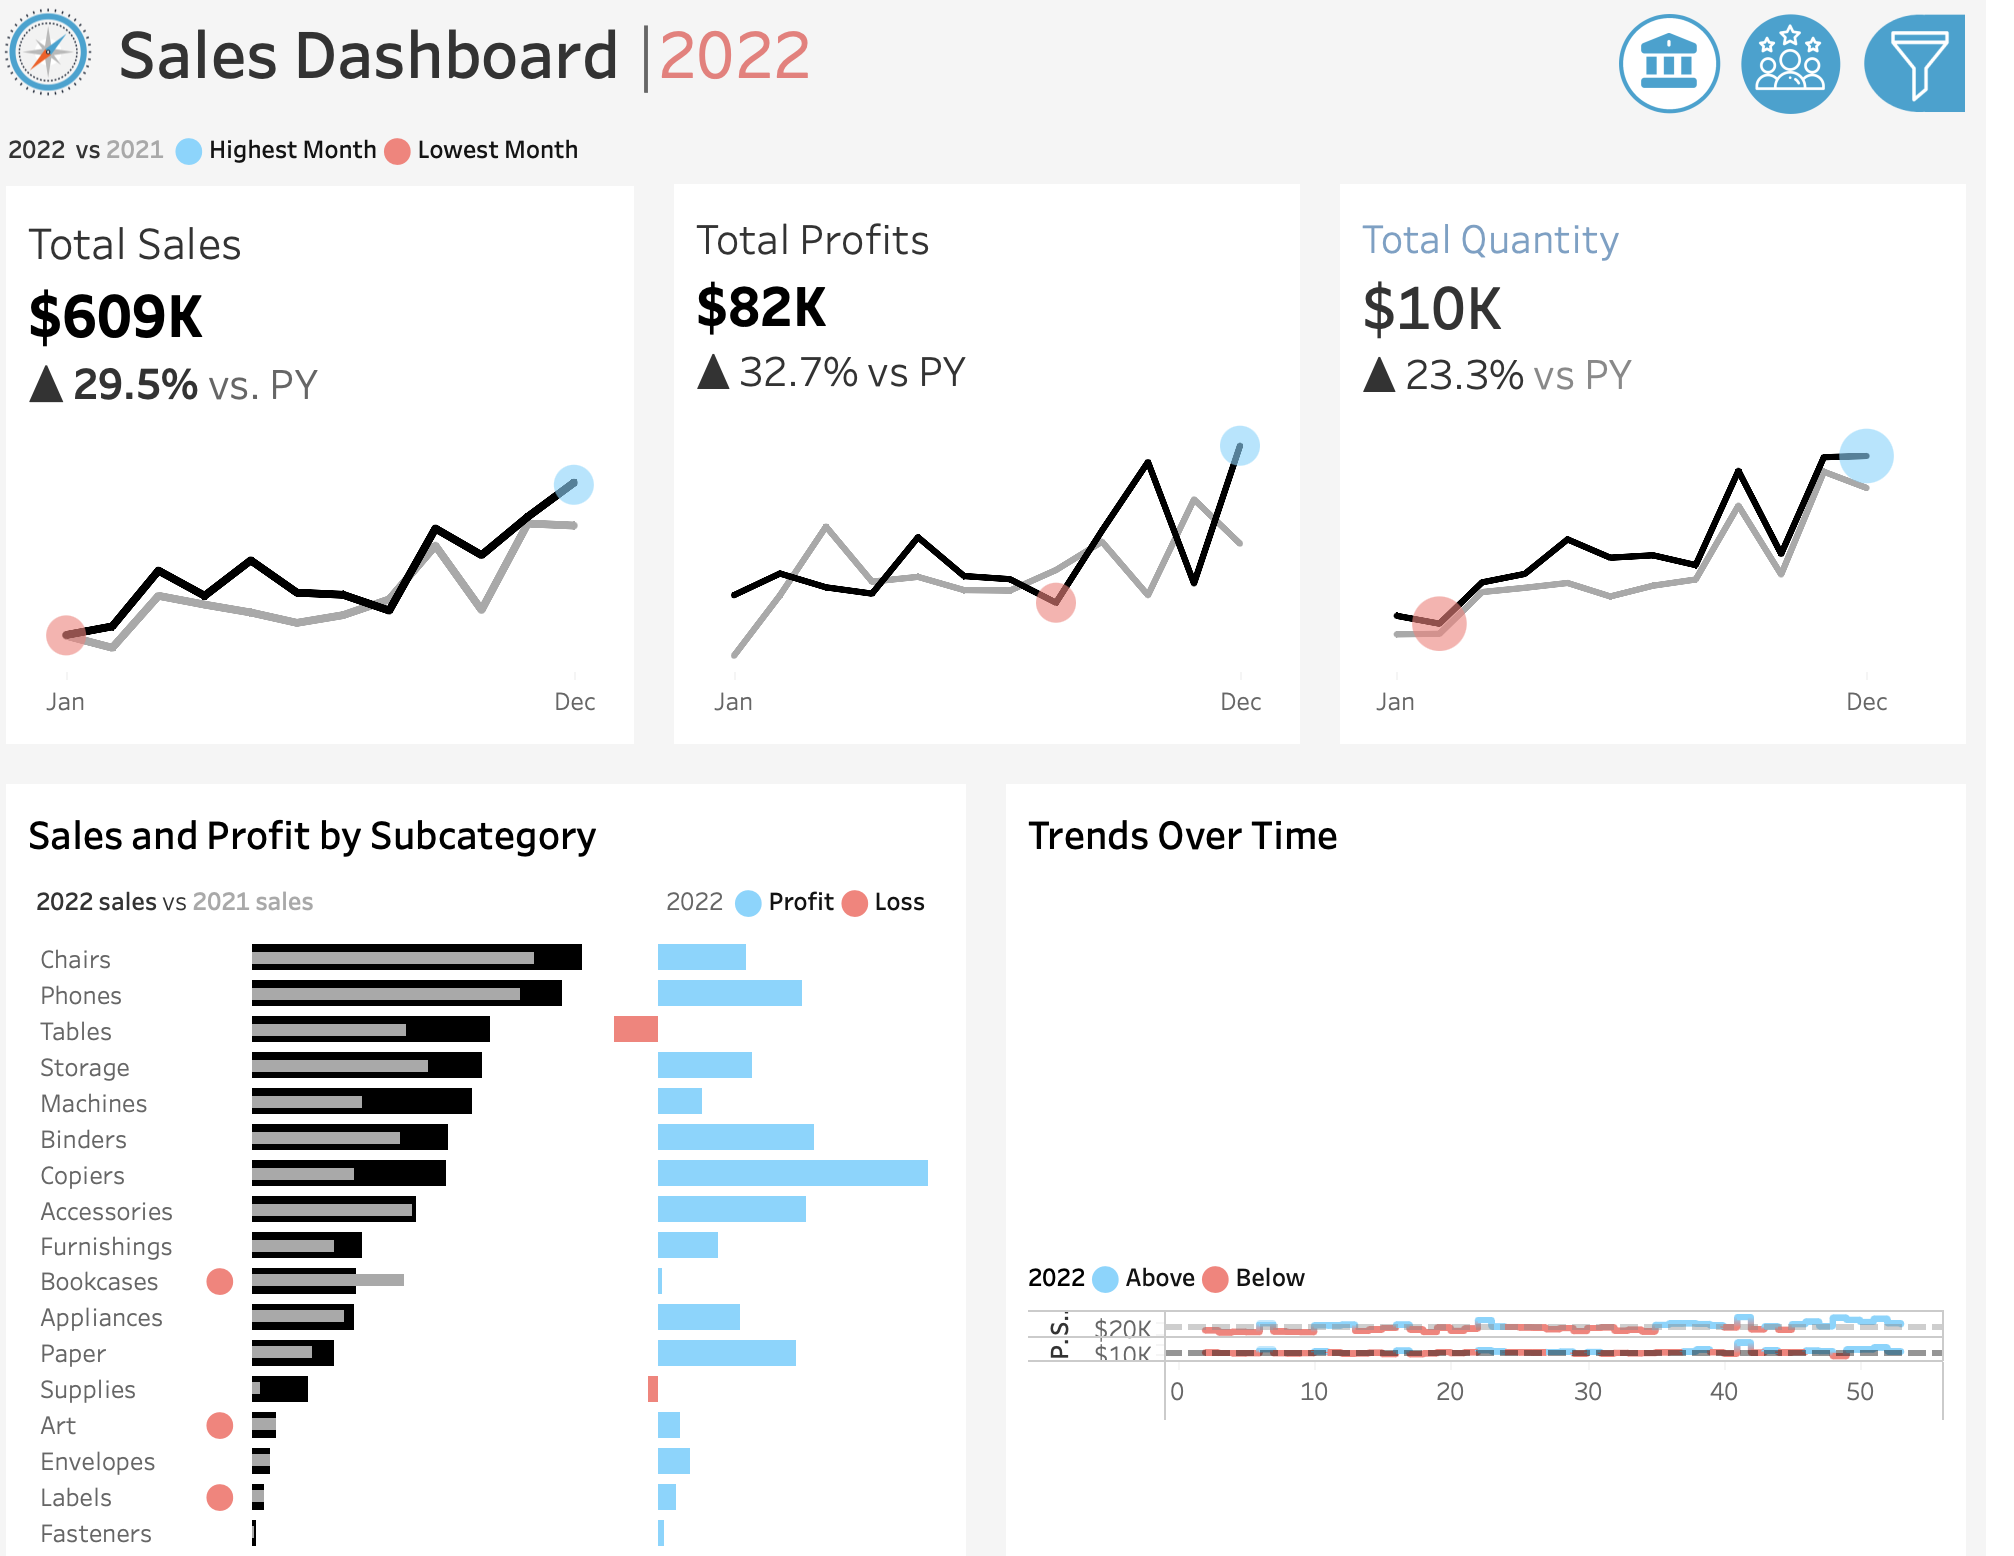 Sales Dashboard |2022
2022 vs 2021 Highest Month Lowest Month
Total Sales
$609K
▲ 29.5% vs. PY
Jan Dec
Total Profits
$82K
▲ 32.7% vs PY
Jan Dec
Total Quantity
$10K
▲ 23.3% vs PY
Jan Dec
Sales and Profit by Subcategory
2022 sales vs 2021 sales
2022 Profit Loss
Chairs
Phones
Tables
Storage
Machines
Binders
Copiers
Accessories
Furnishings
Bookcases
Appliances
Paper
Supplies
Art
Envelopes
Labels
Fasteners
Trends Over Time
2022 Above Below
P.S..
$20K
$10K
0 10 20 30 40 50